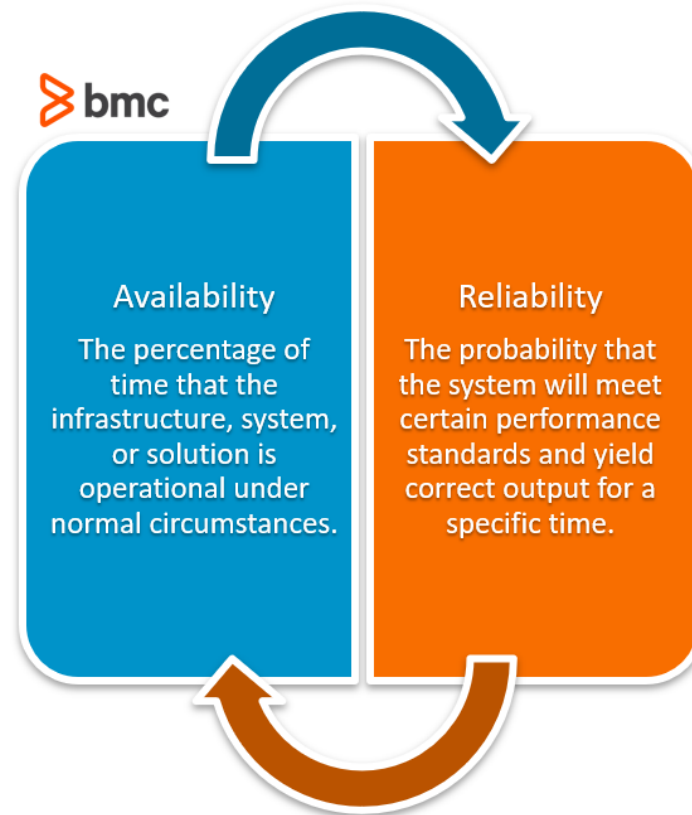 bmc
Availability
The percentage of
time that the
infrastructure, system,
or solution is
operational under
normal circumstances.
Reliability
The probability that
the system will meet
certain performance
standards and yield
correct output for a
specific time.